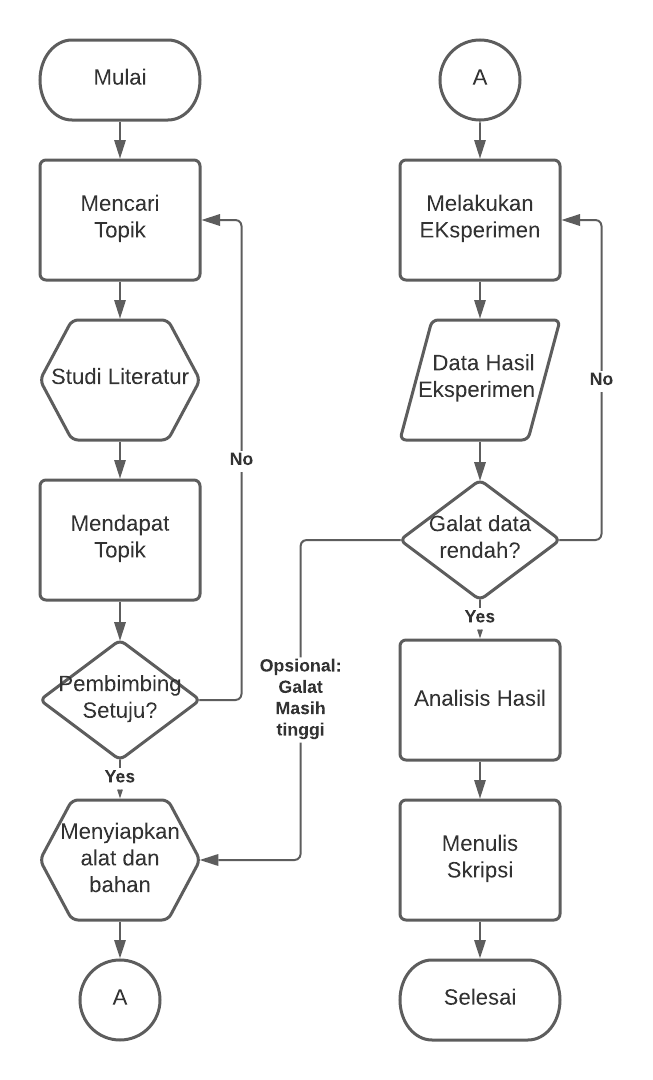 Mulai
Mencari
Topik
Studi Literatur
Mendapat
Topik
No
Pembimbing
Setuju?
Yes
Menyiapkan
alat dan
bahan
A
Opsional:
Galat
Masih
tinggi
A
Melakukan
EKsperimen
Data Hasil
Eksperimen
No
Galat data
rendah?
Yes
Analisis Hasil
Menulis
Skripsi
Selesai